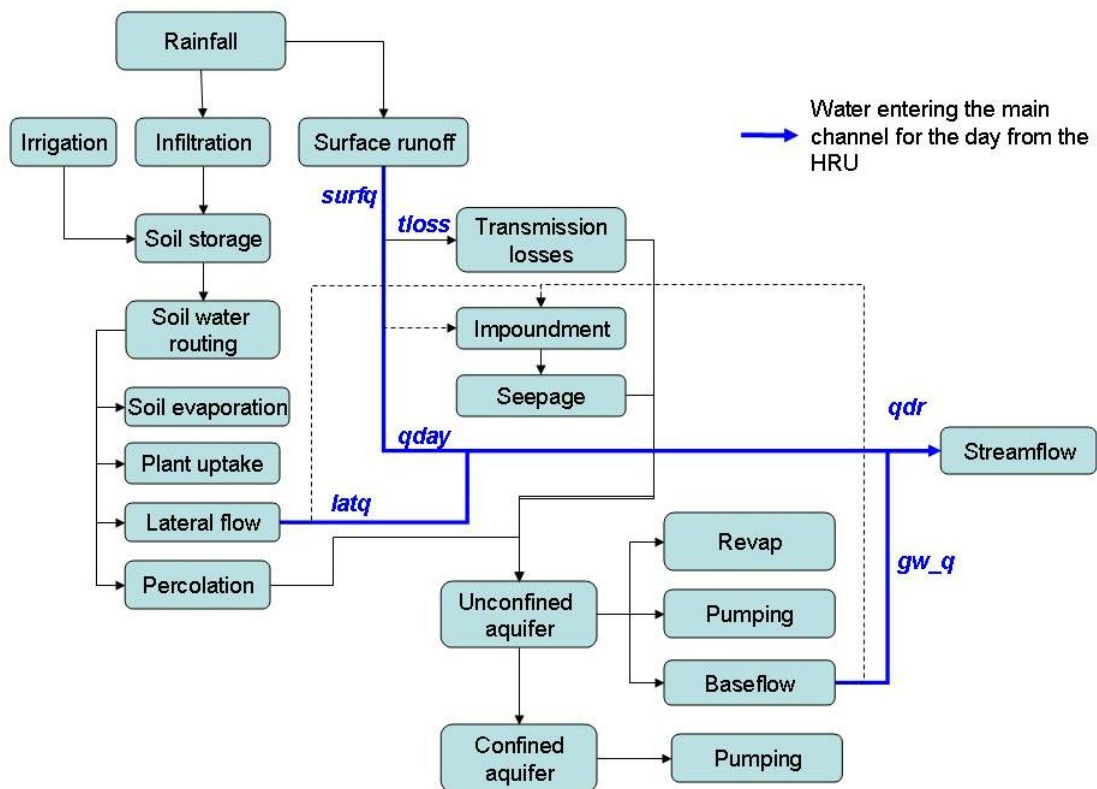 Rainfall
Water entering the main
channel for the day from the
HRU
Irrigation
Infiltration
Surface runoff
surfq
tloss
Transmission
losses
Soil storage
Soil water
routing
Impoundment
Seepage
Soil evaporation
qday
qdr
Streamflow
Plant uptake
latq
Lateral flow
Percolation
Revap
gw_q
Unconfined
aquifer
Pumping
Baseflow
Confined
aquifer
Pumping